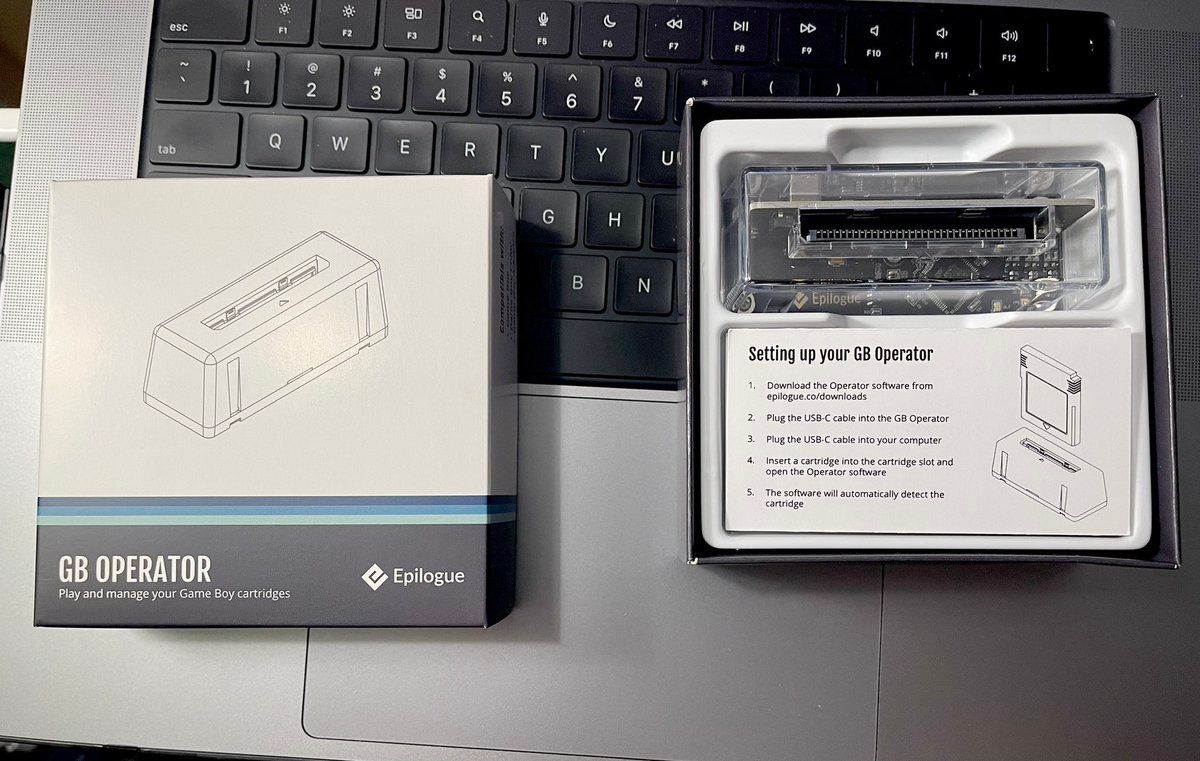 esc
F1
F2
F3
F4
F5
F6
F7
F8
F9
F10
F11
F12
~
`
!
1
@
2
#
3
$
4
%
5
^
6
&
7
*
(
)
+
tab
Q
W
E
R
T
Y
U
G
H
B
N
GB OPERATOR
Play and manage your Game Boy cartridges
Epilogue
Epilogue
Setting up your GB Operator
1. Download the Operator software from
epilogue.co/downloads
2. Plug the USB-C cable into the GB Operator
3. Plug the USB-C cable into your computer
4. Insert a cartridge into the cartridge slot and
open the Operator software
5. The software will automatically detect the
cartridge